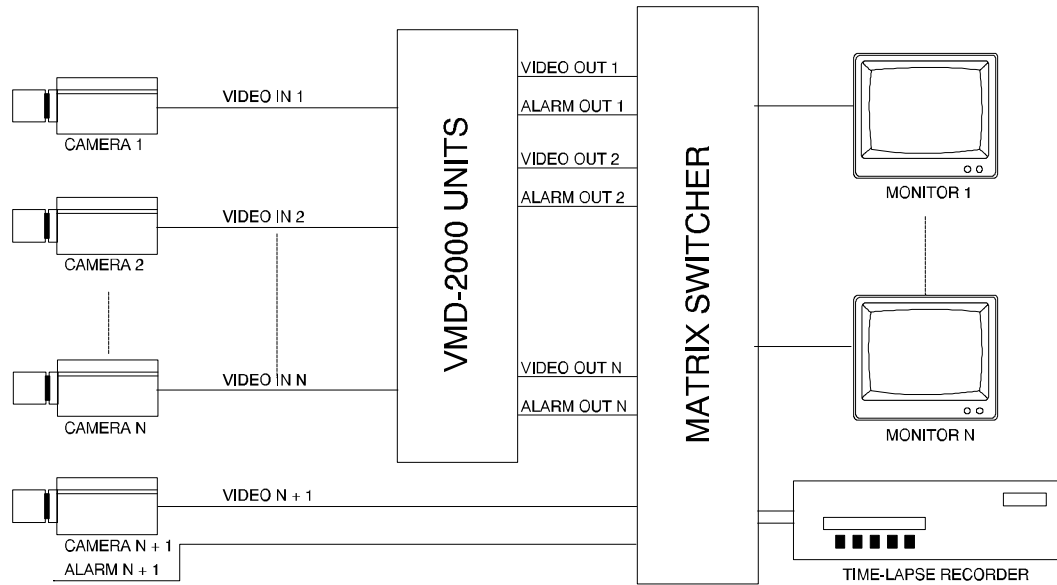 VIDEO IN 1
CAMERA 1
VIDEO IN 2
CAMERA 2
VIDEO IN N
CAMERA N
VIDEO N + 1
CAMERA N + 1
ALARM N + 1
VMD-2000 UNITS
VIDEO OUT 1
ALARM OUT 1
VIDEO OUT 2
ALARM OUT 2
VIDEO OUT N
ALARM OUT N
MATRIX SWITCHER
MONITOR 1
MONITOR N
TIME-LAPSE RECORDER